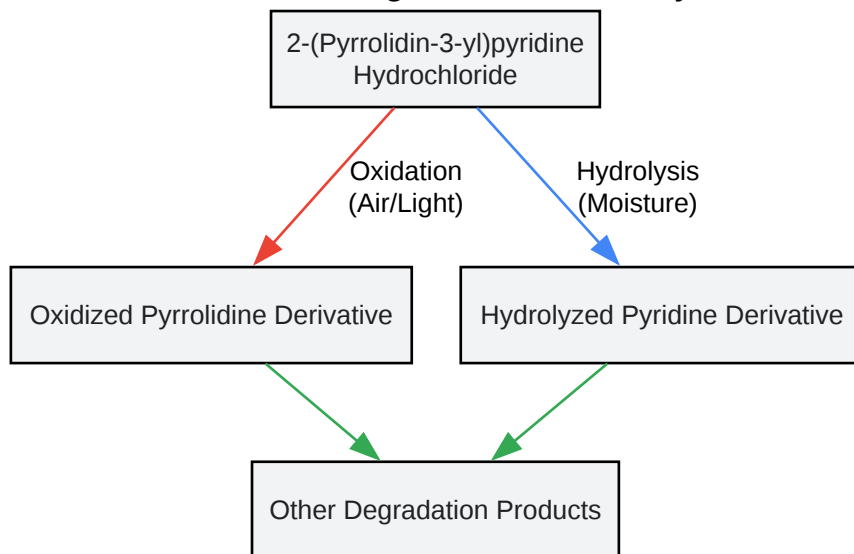 2-(Pyrrolidin-3-yl)pyridine
Hydrochloride
Oxidation
(Air/Light)
Hydrolysis
(Moisture)
Oxidized Pyrrolidine Derivative
Hydrolyzed Pyridine Derivative
Other Degradation Products